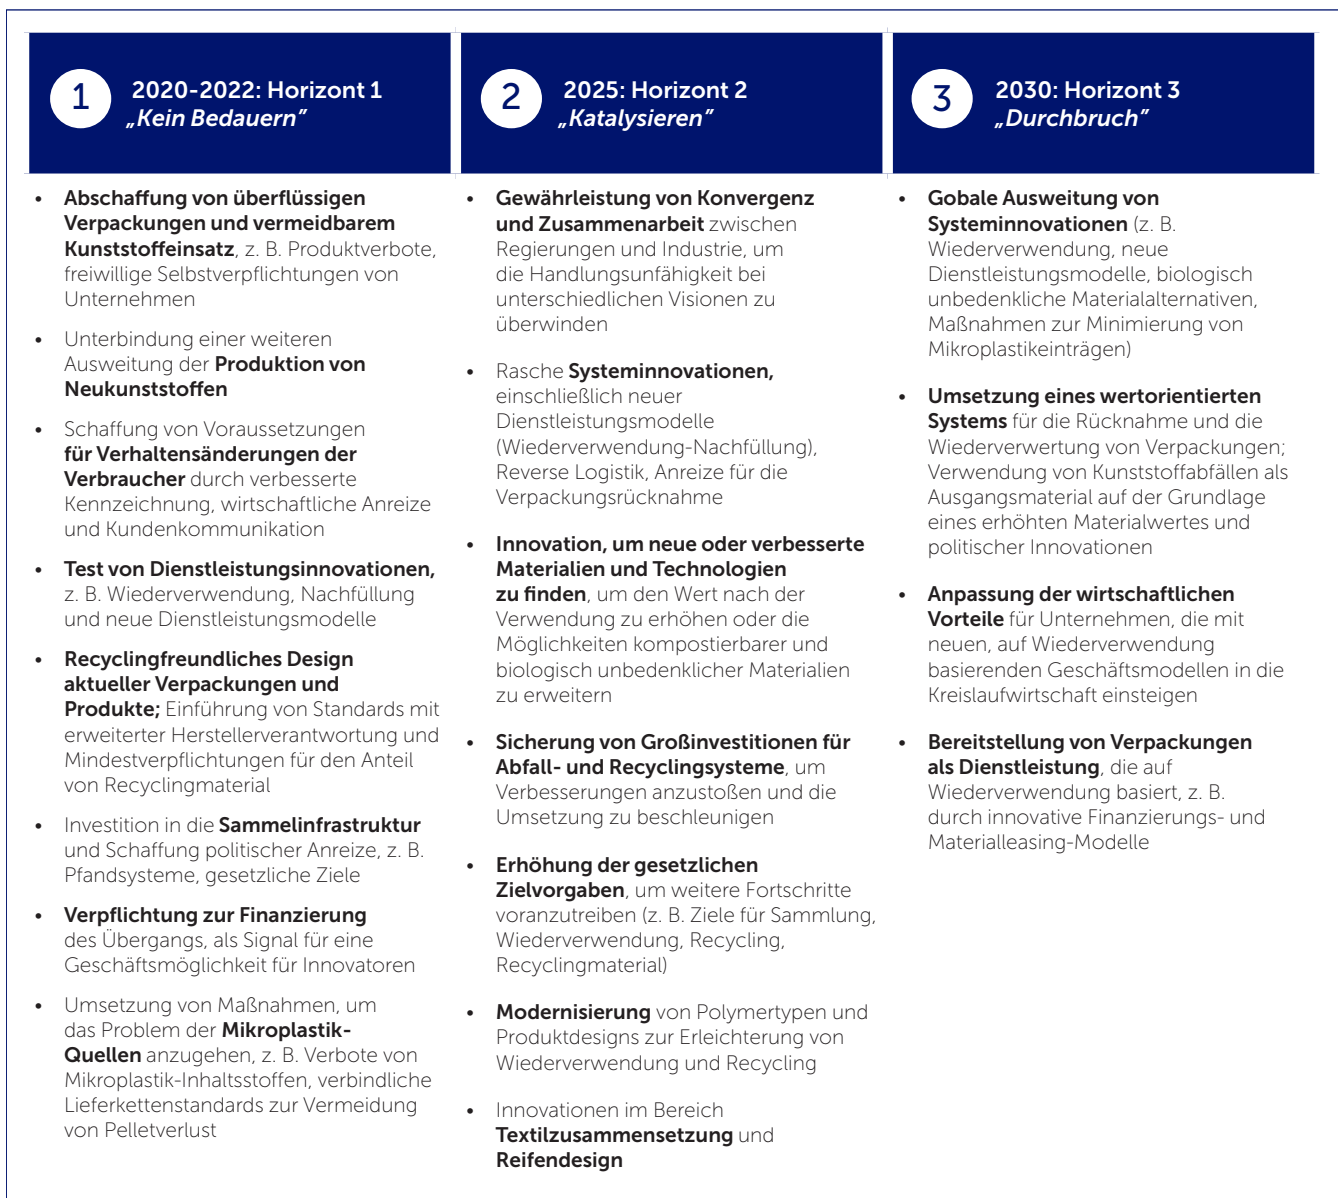 1
2020-2022: Horizont 1
„Kein Bedauern”
• Abschaffung von überflüssigen
Verpackungen und vermeidbarem
Kunststoffeinsatz, z. B. Produktverbote,
freiwillige Selbstverpflichtungen von
Unternehmen
• Unterbindung einer weiteren
Ausweitung der Produktion von
Neukunststoffen
• Schaffung von Voraussetzungen
für Verhaltensänderungen der
Verbraucher durch verbesserte
Kennzeichnung, wirtschaftliche Anreize
und Kundenkommunikation
• Test von Dienstleistungsinnovationen,
z. B. Wiederverwendung, Nachfüllung
und neue Dienstleistungsmodelle
• Recyclingfreundliches Design
aktueller Verpackungen und
Produkte; Einführung von Standards mit
erweiterter Herstellerverantwortung und
Mindestverpflichtungen für den Anteil
von Recyclingmaterial
• Investition in die Sammelinfrastruktur
und Schaffung politischer Anreize, z. B.
Pfandsysteme, gesetzliche Ziele
• Verpflichtung zur Finanzierung
des Übergangs, als Signal für eine
Geschäftsmöglichkeit für Innovatoren
• Umsetzung von Maßnahmen, um
das Problem der Mikroplastik-
Quellen anzugehen, z. B. Verbote von
Mikroplastik-Inhaltsstoffen, verbindliche
Lieferkettenstandards zur Vermeidung
von Pelletverlust
2
2025: Horizont 2
„Katalysieren”
• Gewährleistung von Konvergenz
und Zusammenarbeit zwischen
Regierungen und Industrie, um
die Handlungsunfähigkeit bei
unterschiedlichen Visionen zu
überwinden
• Rasche Systeminnovationen,
einschließlich neuer
Dienstleistungsmodelle
(Wiederverwendung-Nachfüllung),
Reverse Logistik, Anreize für die
Verpackungsrücknahme
• Innovation, um neue oder verbesserte
Materialien und Technologien
zu finden, um den Wert nach der
Verwendung zu erhöhen oder die
Möglichkeiten kompostierbarer und
biologisch unbedenklicher Materialien
zu erweitern
• Sicherung von Großinvestitionen für
Abfall- und Recyclingsysteme, um
Verbesserungen anzustoßen und die
Umsetzung zu beschleunigen
• Erhöhung der gesetzlichen
Zielvorgaben, um weitere Fortschritte
voranzutreiben (z. B. Ziele für Sammlung,
Wiederverwendung, Recycling,
Recyclingmaterial)
• Modernisierung von Polymertypen und
Produktdesigns zur Erleichterung von
Wiederverwendung und Recycling
• Innovationen im Bereich
Textilzusammensetzung und
Reifendesign
3
2030: Horizont 3
„Durchbruch”
• Gobale Ausweitung von
Systeminnovationen (z. B.
Wiederverwendung, neue
Dienstleistungsmodelle, biologisch
unbedenkliche Materialalternativen,
Maßnahmen zur Minimierung von
Mikroplastikeinträgen)
• Umsetzung eines wertorientierten
Systems für die Rücknahme und die
Wiederverwertung von Verpackungen;
Verwendung von Kunststoffabfällen als
Ausgangsmaterial auf der Grundlage
eines erhöhten Materialwertes und
politischer Innovationen
• Anpassung der wirtschaftlichen
Vorteile für Unternehmen, die mit
neuen, auf Wiederverwendung
basierenden Geschäftsmodellen in die
Kreislaufwirtschaft einsteigen
• Bereitstellung von Verpackungen
als Dienstleistung, die auf
Wiederverwendung basiert, z. B.
durch innovative Finanzierungs- und
Materialleasing-Modelle